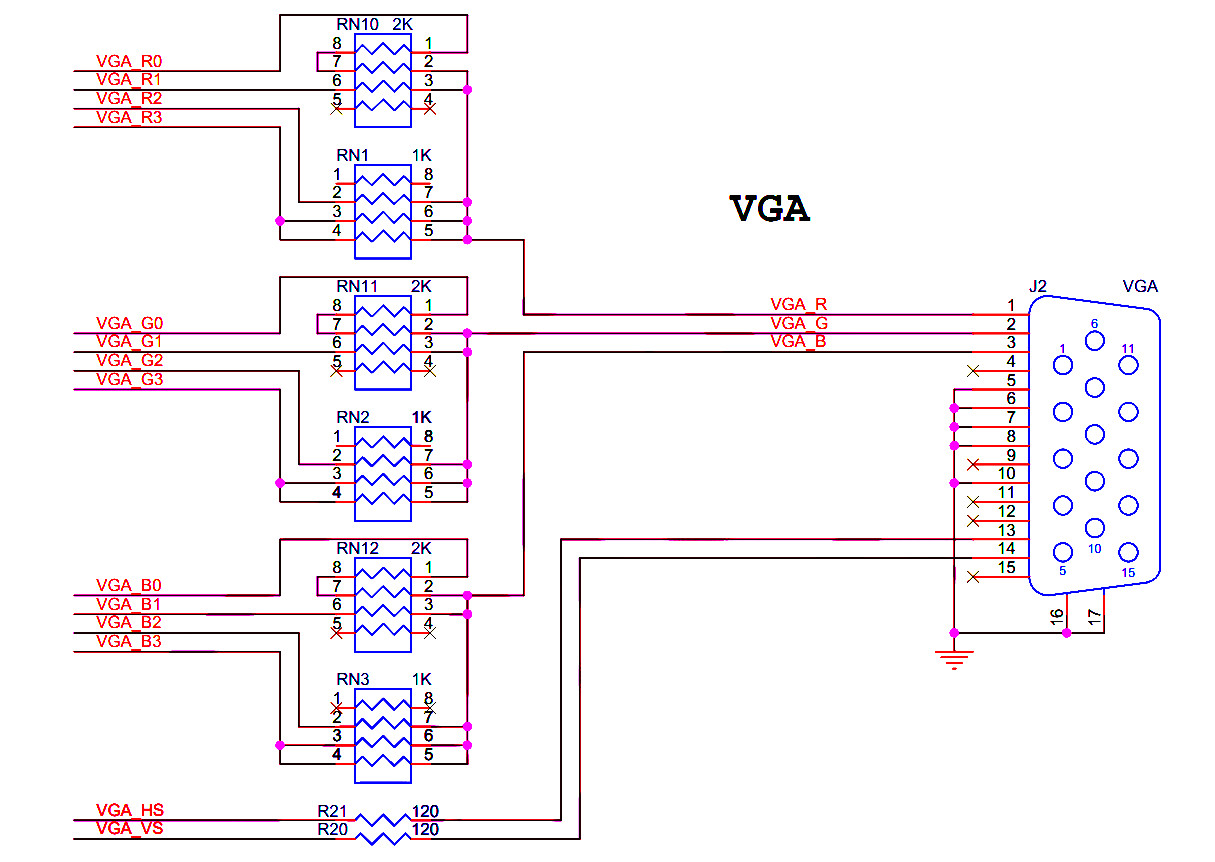 RN10 2K
8 1
VGA_R0 7 2
VGA_R1 6 3
VGA_R2 5 4
VGA_R3
RN1 1K
1 8
2 7
3 6
4 5
VGA
RN11 2K
8 1
VGA_G0 7 2
VGA_G1 6 3
VGA_G2 5 4
VGA_G3
RN2 1K
1 8
2 7
3 6
4 5
RN12 2K
8 1
VGA_B0 7 2
VGA_B1 6 3
VGA_B2 5 4
VGA_B3
RN3 1K
1 8
2 7
3 6
4 5
VGA_HS R21 120
VGA_VS R20 120
J2 VGA
VGA_R 1
VGA_G 2
VGA_B 3
4
5
6
7
8
9
10
11
12
13
14
15
6
1 11
10
5 15
16 17